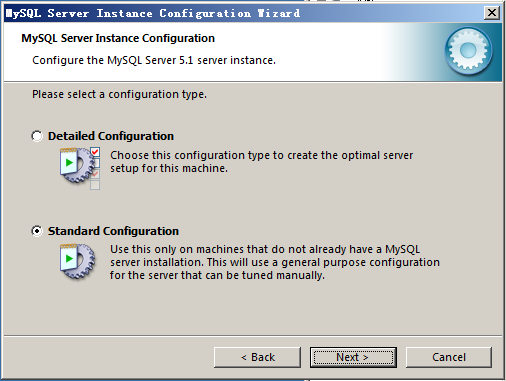 MySQL Server Instance Configuration Wizard
MySQL Server Instance Configuration
Configure the MySQL Server 5.1 server instance.
Please select a configuration type.
Detailed Configuration
Choose this configuration type to create the optimal server
setup for this machine.
Standard Configuration
Use this only on machines that do not already have a MySQL
server installation. This will use a general purpose configuration
for the server that can be tuned manually.
< Back
Next >
Cancel